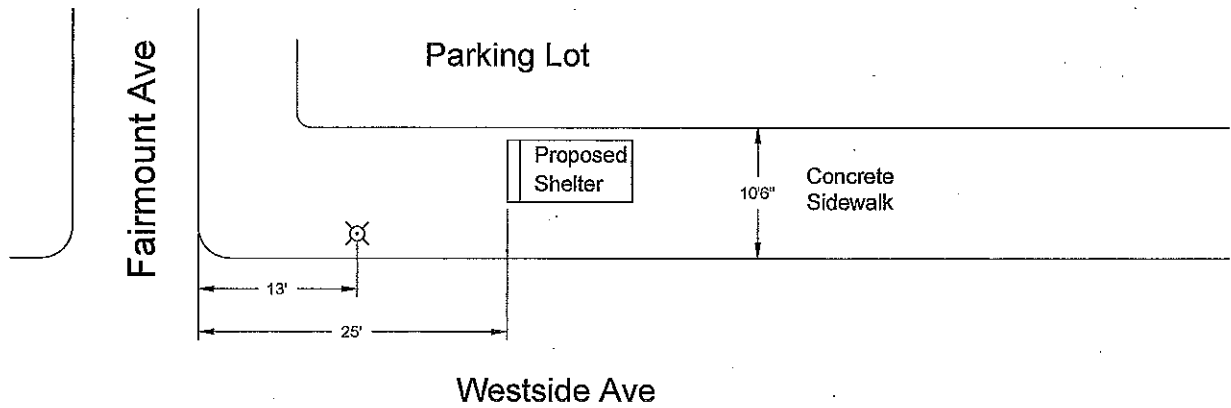 Fairmount Ave
Parking Lot
Proposed
Shelter
10'6"
Concrete
Sidewalk
13'
25'
Westside Ave